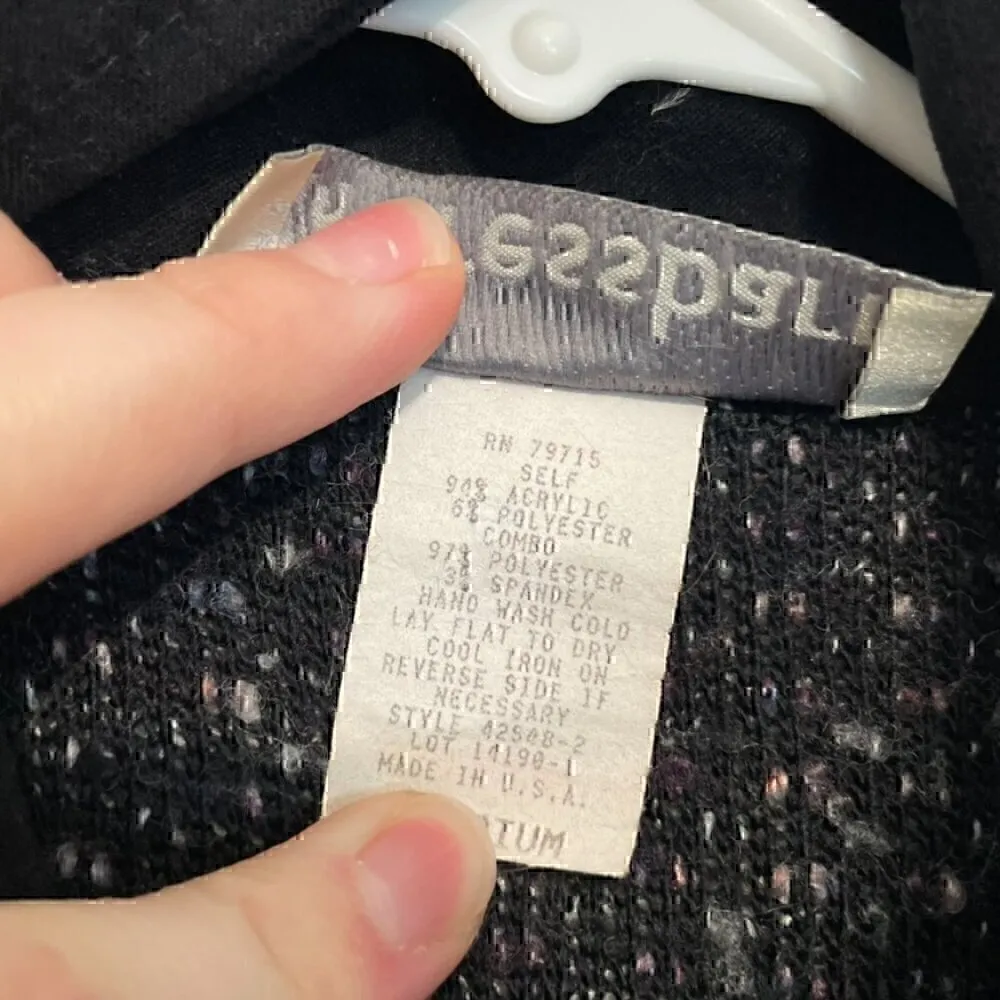 RN 79715
SELF
94% ACRYLIC
6% POLYESTER
COMBO
97% POLYESTER
3% SPANDEX
HAND WASH COLD
LAY FLAT TO DRY
COOL IRON ON
REVERSE SIDE IF
NECESSARY
STYLE 42508-2
LOT 14190-1
MADE IN U.S.A.